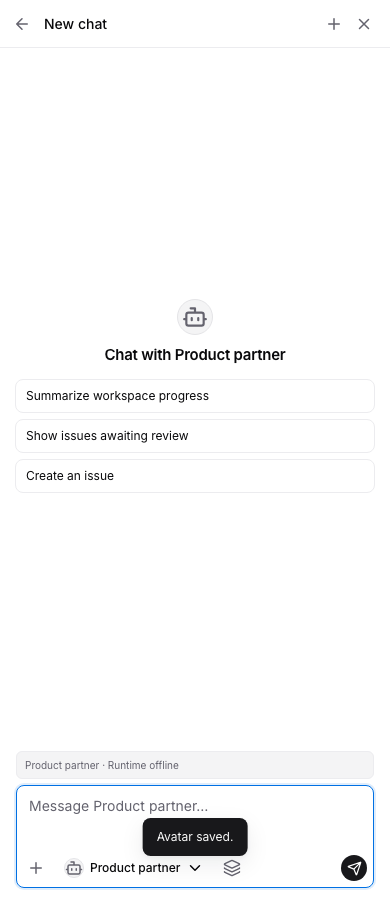 New chat
Chat with Product partner
Summarize workspace progress
Show issues awaiting review
Create an issue
Product partner · Runtime offline
Message Product partner...
Avatar saved.
Product partner